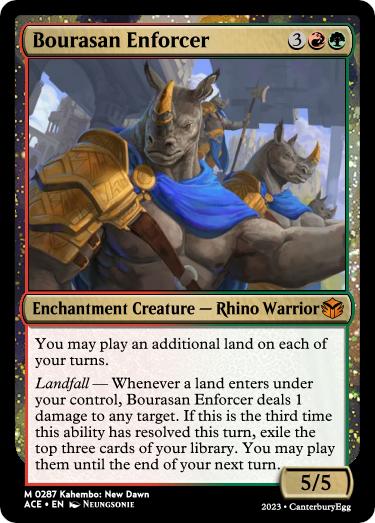 Bourasan Enforcer 3
Enchantment Creature — Rhino Warrior
You may play an additional land on each of
your turns.
Landfall — Whenever a land enters under
your control, Bourasan Enforcer deals 1
damage to any target. If this is the third time
this ability has resolved this turn, exile the
top three cards of your library. You may play
them until the end of your next turn.
5/5
M 0287 Kahembo: New Dawn
ACE • EN Neungsonie
2023 • CanterburyEgg